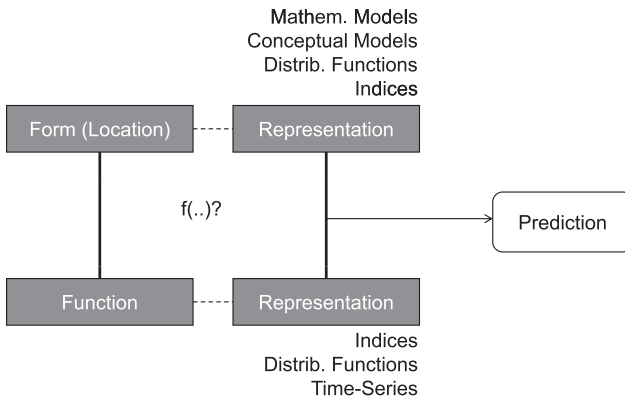 Mathem. Models
Conceptual Models
Distrib. Functions
Indices
Form (Location)
Representation
f(..)?
Prediction
Function
Representation
Indices
Distrib. Functions
Time-Series